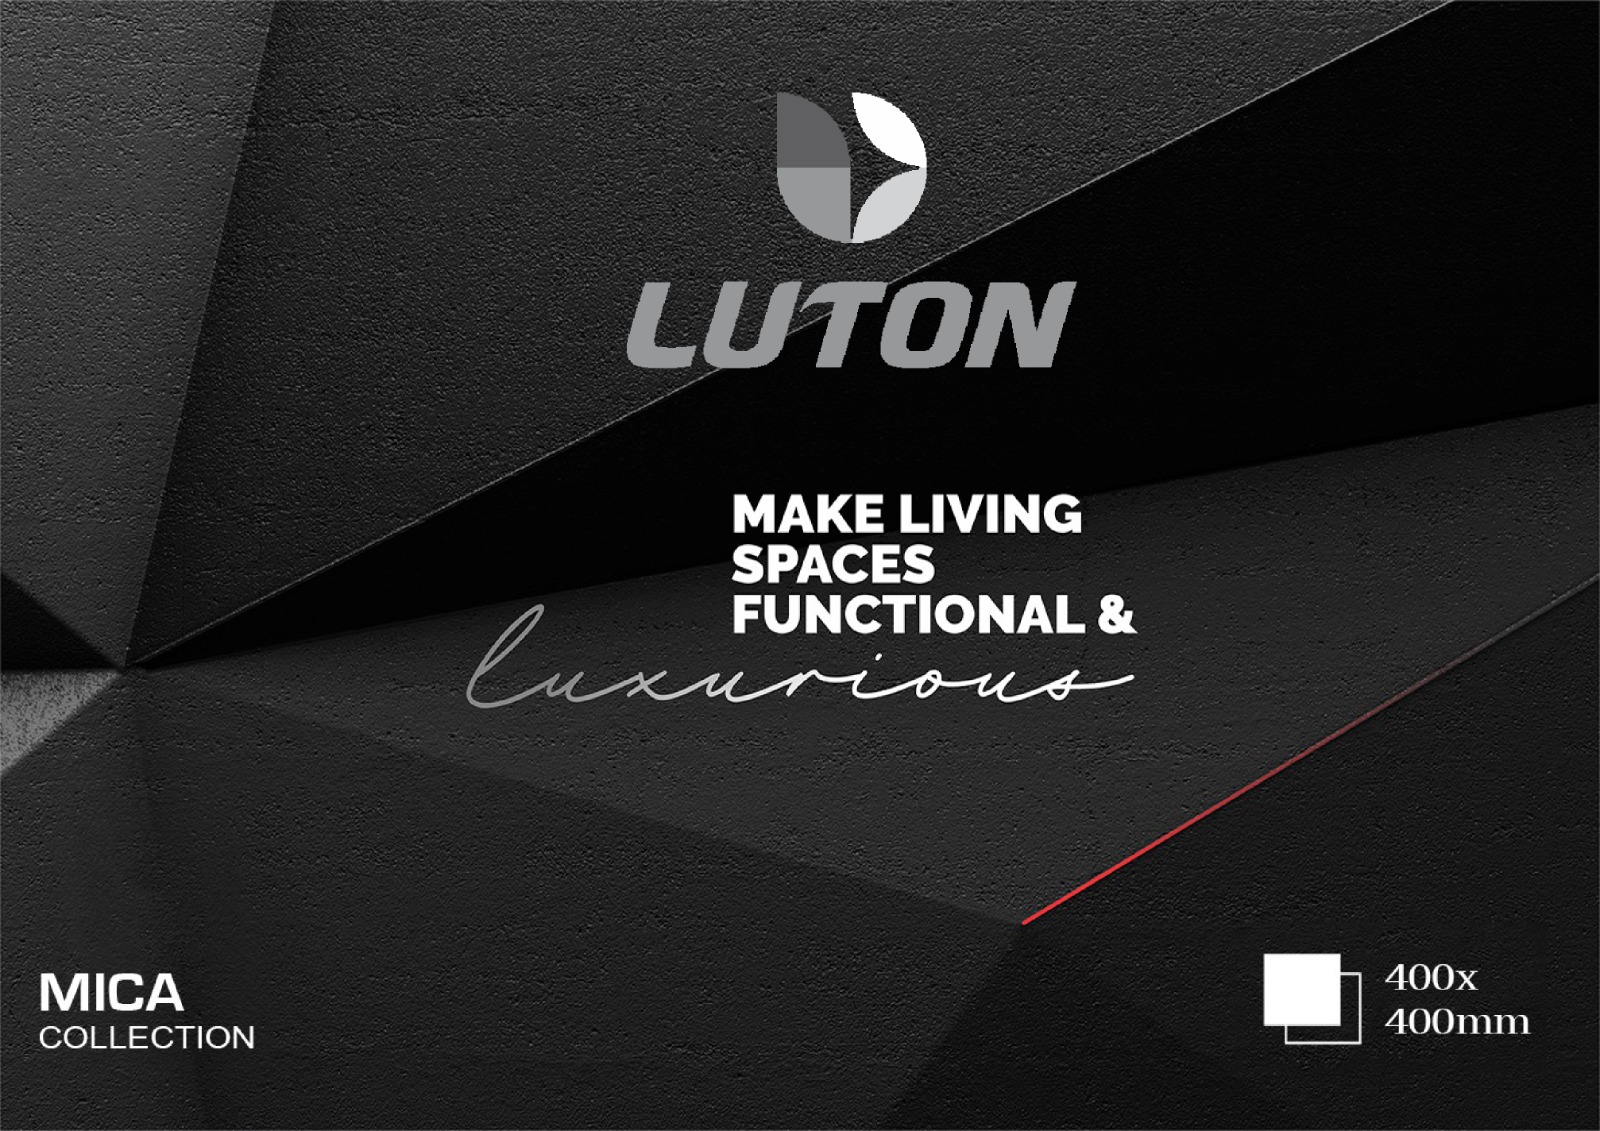 LUTON
MAKE LIVING
SPACES
FUNCTIONAL &
luxurious
MICA
COLLECTION
400x
400mm